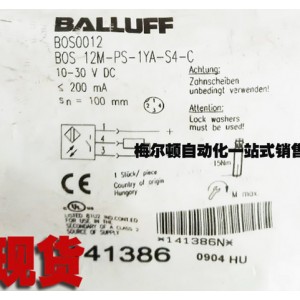 BALLUFF
BOS0012
BOS 12M-PS-1YA-S4-C
10-30 V DC
≤ 200 mA
sn = 100 mm
Achtung:
Zahnscheiben
unbedingt verwenden!
Attention:
Lock washers
must be used!
梅尔顿自动化一站式销售
15Nm
1 Stück/ piece
Country of origin
Hungary
M max.
CE
*141386N*
41386
0904 HU
现货